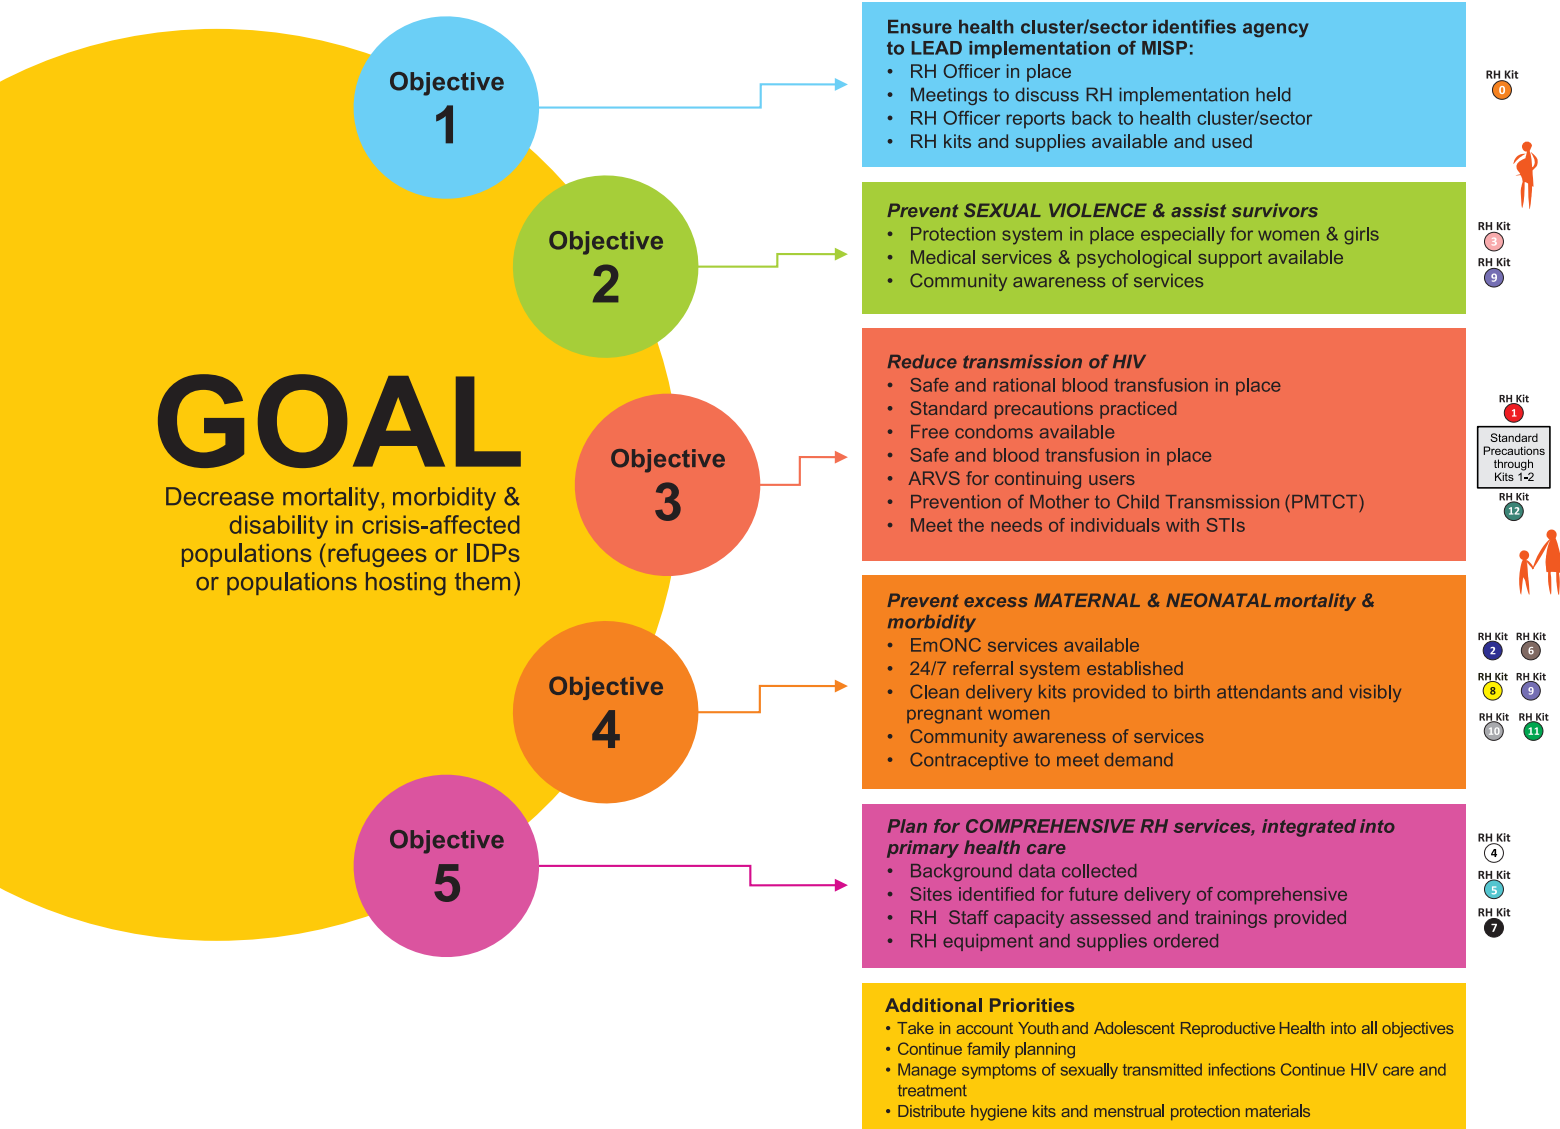 GOAL
Decrease mortality, morbidity &
disability in crisis-affected
populations (refugees or IDPs
or populations hosting them)
Objective
1
Ensure health cluster/sector identifies agency
to LEAD implementation of MISP:
• RH Officer in place
• Meetings to discuss RH implementation held
• RH Officer reports back to health cluster/sector
• RH kits and supplies available and used
RH Kit
0
Objective
2
Prevent SEXUAL VIOLENCE & assist survivors
• Protection system in place especially for women & girls
• Medical services & psychological support available
• Community awareness of services
RH Kit
3
RH Kit
9
Objective
3
Reduce transmission of HIV
• Safe and rational blood transfusion in place
• Standard precautions practiced
• Free condoms available
• Safe and blood transfusion in place
• ARVS for continuing users
• Prevention of Mother to Child Transmission (PMTCT)
• Meet the needs of individuals with STIs
RH Kit
1
Standard
Precautions
through
Kits 1-2
RH Kit
12
Objective
4
Prevent excess MATERNAL & NEONATAL mortality &
morbidity
• EmONC services available
• 24/7 referral system established
• Clean delivery kits provided to birth attendants and visibly
pregnant women
• Community awareness of services
• Contraceptive to meet demand
RH Kit RH Kit
2 6
RH Kit RH Kit
8 9
RH Kit RH Kit
10 11
Objective
5
Plan for COMPREHENSIVE RH services, integrated into
primary health care
• Background data collected
• Sites identified for future delivery of comprehensive
• RH Staff capacity assessed and trainings provided
• RH equipment and supplies ordered
RH Kit
4
RH Kit
5
RH Kit
7
Additional Priorities
• Take in account Youth and Adolescent Reproductive Health into all objectives
• Continue family planning
• Manage symptoms of sexually transmitted infections Continue HIV care and
treatment
• Distribute hygiene kits and menstrual protection materials